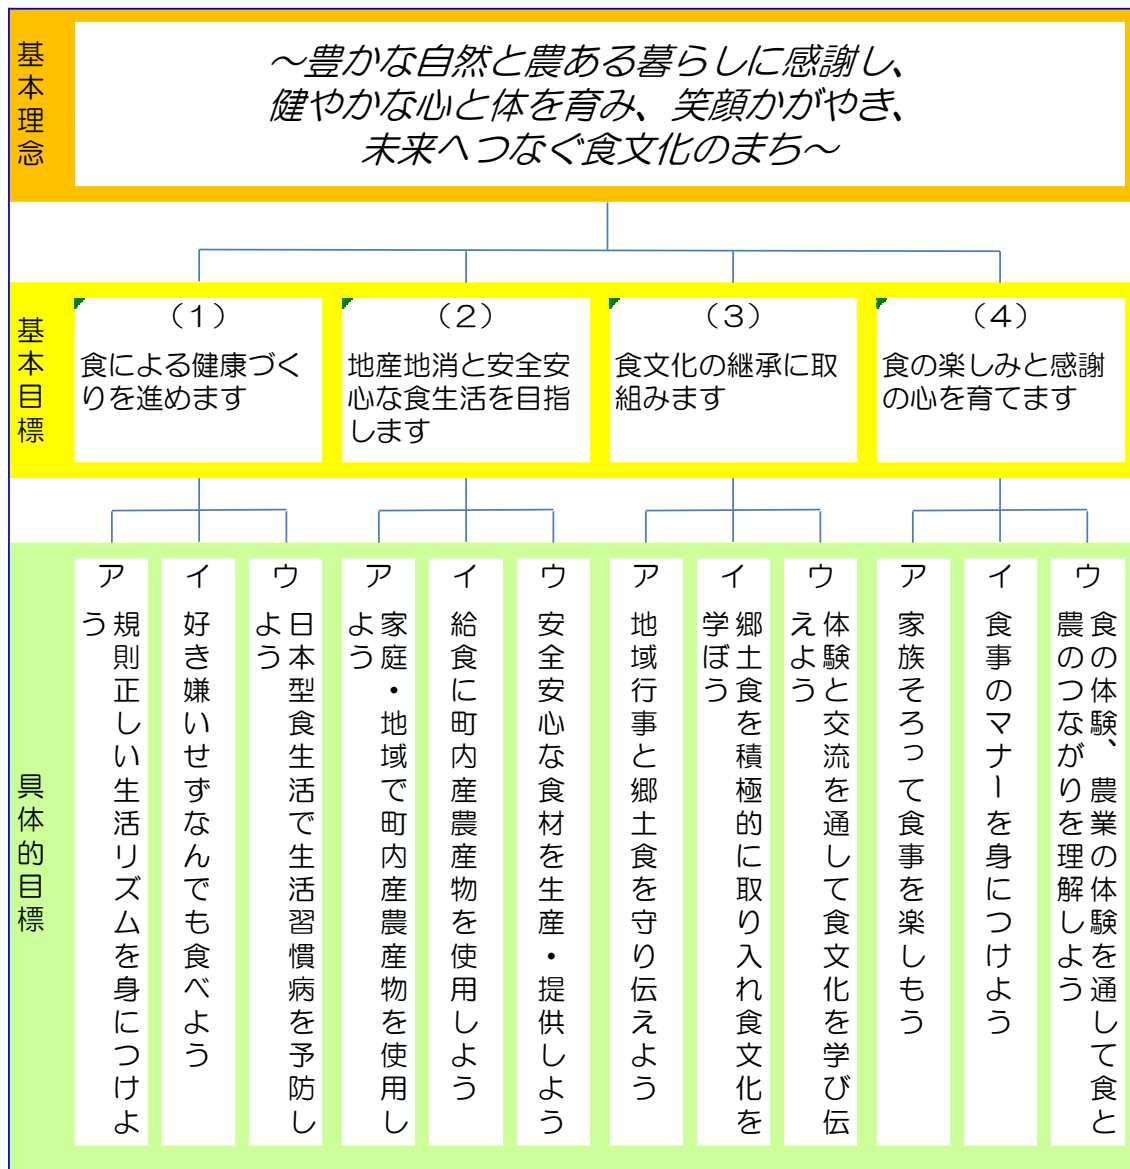 基本理念
～豊かな自然と農ある暮らしに感謝し、
健やかな心と体を育み、笑顔かがやき、
未来へつなぐ食文化のまち～
基本目標
（１）
食による健康づく
りを進めます
（２）
地産地消と安全安
心な食生活を目指
します
（３）
食文化の継承に取
組みます
（４）
食の楽しみと感謝
の心を育てます
具体的目標
ア
規則正しい生活リズムを身につけよ
う
イ
好き嫌いせずなんでも食べよう
ウ
日本型食生活で生活習慣病を予防し
よう
ア
家庭・地域で町内産農産物を使用し
よう
イ
給食に町内産農産物を使用しよう
ウ
安全安心な食材を生産・提供しよう
ア
地域行事と郷土食を守り伝えよう
イ
郷土食を積極的に取り入れ食文化を
学ぼう
ウ
体験と交流を通して食文化を学び伝
えよう
ア
家族そろって食事を楽しもう
イ
食事のマナーを身につけよう
ウ
食の体験、農業の体験を通して食と
農のつながりを理解しよう